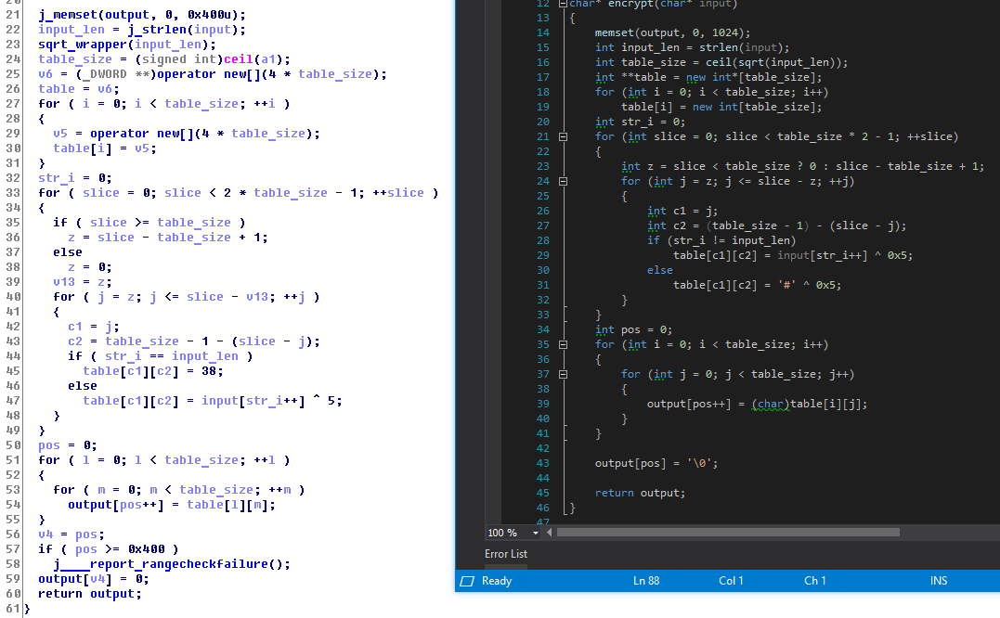 20
21 j_memset(output, 0, 0x400u);
22 input_len = j_strlen(input);
23 sqrt_wrapper(input_len);
24 table_size = (signed int)ceil(a1);
25 v6 = (_DWORD **)operator new[](4 * table_size);
26 table = v6;
27 for ( i = 0; i < table_size; ++i )
28 {
29 v5 = operator new[](4 * table_size);
30 table[i] = v5;
31 }
32 str_i = 0;
33 for ( slice = 0; slice < 2 * table_size - 1; ++slice )
34 {
35 if ( slice >= table_size )
36 z = slice - table_size + 1;
37 else
38 z = 0;
39 v13 = z;
40 for ( j = z; j <= slice - v13; ++j )
41 {
42 c1 = j;
43 c2 = table_size - 1 - (slice - j);
44 if ( str_i == input_len )
45 table[c1][c2] = 38;
46 else
47 table[c1][c2] = input[str_i++] ^ 5;
48 }
49 }
50 pos = 0;
51 for ( l = 0; l < table_size; ++l )
52 {
53 for ( m = 0; m < table_size; ++m )
54 output[pos++] = table[l][m];
55 }
56 v4 = pos;
57 if ( pos >= 0x400 )
58 j____report_rangecheckfailure();
59 output[v4] = 0;
60 return output;
61 }
12 char* encrypt(char* input)
13 {
14 memset(output, 0, 1024);
15 int input_len = strlen(input);
16 int table_size = ceil(sqrt(input_len));
17 int **table = new int*[table_size];
18 for (int i = 0; i < table_size; i++)
19 table[i] = new int[table_size];
20 int str_i = 0;
21 for (int slice = 0; slice < table_size * 2 - 1; ++slice)
22 {
23 int z = slice < table_size ? 0 : slice - table_size + 1;
24 for (int j = z; j <= slice - z; ++j)
25 {
26 int c1 = j;
27 int c2 = (table_size - 1) - (slice - j);
28 if (str_i != input_len)
29 table[c1][c2] = input[str_i++] ^ 0x5;
30 else
31 table[c1][c2] = '#' ^ 0x5;
32 }
33 }
34 int pos = 0;
35 for (int i = 0; i < table_size; i++)
36 {
37 for (int j = 0; j < table_size; j++)
38 {
39 output[pos++] = (char)table[i][j];
40 }
41 }
42
43 output[pos] = '\0';
44
45 return output;
46 }
47
100 %
Error List
Ready Ln 88 Col 1 Ch 1 INS